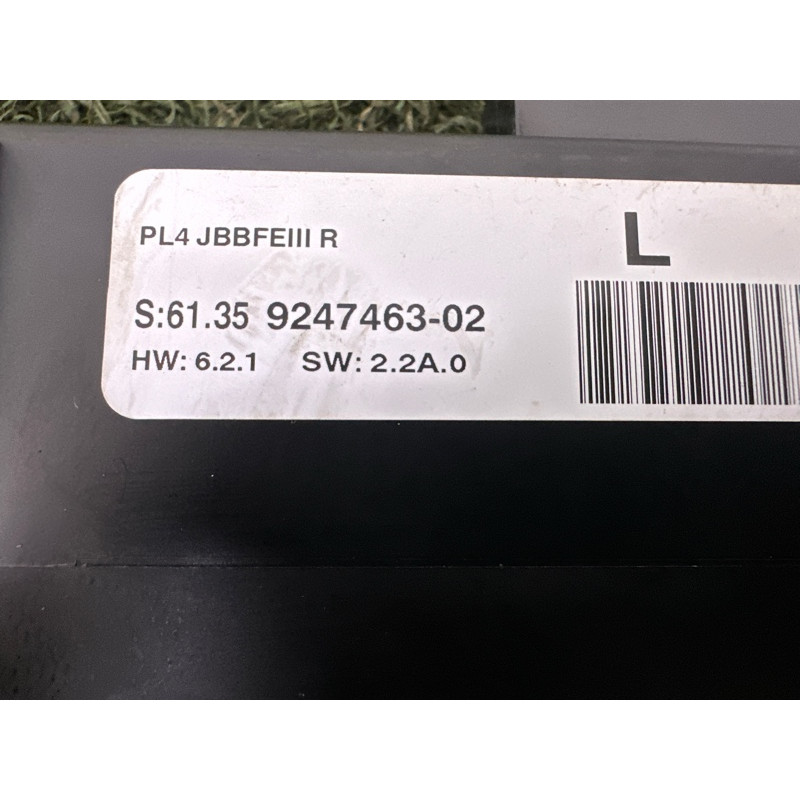 PL4 JBBFEIII R
L
S:61.35 9247463-02
HW: 6.2.1 SW: 2.2A.0